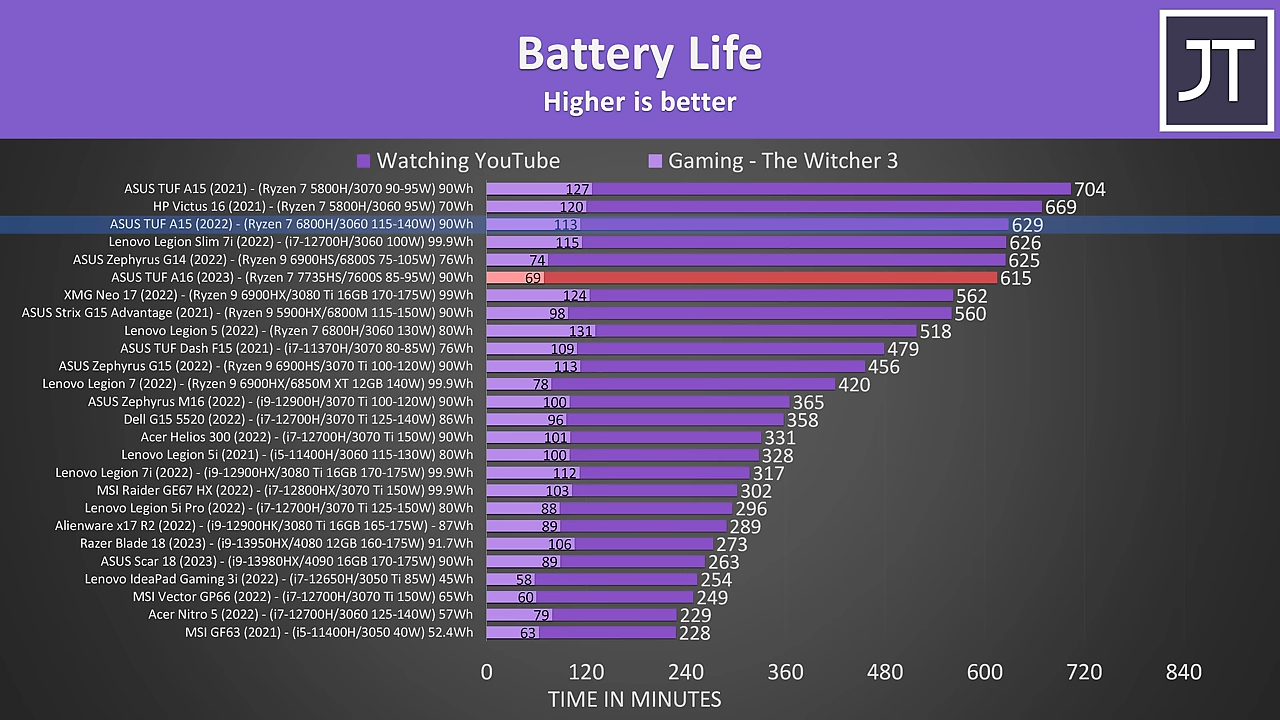 Battery Life
Higher is better
JT
Watching YouTube Gaming - The Witcher 3
ASUS TUF A15 (2021) - (Ryzen 7 5800H/3070 90-95W) 90Wh 127 704
HP Victus 16 (2021) - (Ryzen 7 5800H/3060 95W) 70Wh 120 669
ASUS TUF A15 (2022) - (Ryzen 7 6800H/3060 115-140W) 90Wh 113 629
Lenovo Legion Slim 7i (2022) - (i7-12700H/3060 100W) 99.9Wh 115 626
ASUS Zephyrus G14 (2022) - (Ryzen 9 6900HS/6800S 75-105W) 76Wh 74 625
ASUS TUF A16 (2023) - (Ryzen 7 7735HS/7600S 85-95W) 90Wh 69 615
XMG Neo 17 (2022) - (Ryzen 9 6900HX/3080 Ti 16GB 170-175W) 99Wh 124 562
ASUS Strix G15 Advantage (2021) - (Ryzen 9 5900HX/6800M 115-150W) 90Wh 98 560
Lenovo Legion 5 (2022) - (Ryzen 7 6800H/3060 130W) 80Wh 131 518
ASUS TUF Dash F15 (2021) - (i7-11370H/3070 80-85W) 76Wh 109 479
ASUS Zephyrus G15 (2022) - (Ryzen 9 6900HS/3070 Ti 100-120W) 90Wh 113 456
Lenovo Legion 7 (2022) - (Ryzen 9 6900HX/6850M XT 12GB 140W) 99.9Wh 78 420
ASUS Zephyrus M16 (2022) - (i9-12900H/3070 Ti 100-120W) 90Wh 100 365
Dell G15 5520 (2022) - (i7-12700H/3070 Ti 125-140W) 86Wh 96 358
Acer Helios 300 (2022) - (i7-12700H/3070 Ti 150W) 90Wh 101 331
Lenovo Legion 5i (2021) - (i5-11400H/3060 115-130W) 80Wh 100 328
Lenovo Legion 7i (2022) - (i9-12900HX/3080 Ti 16GB 170-175W) 99.9Wh 112 317
MSI Raider GE67 HX (2022) - (i7-12800HX/3070 Ti 150W) 99.9Wh 103 302
Lenovo Legion 5i Pro (2022) - (i7-12700H/3070 Ti 125-150W) 80Wh 88 296
Alienware x17 R2 (2022) - (i9-12900HK/3080 Ti 16GB 165-175W) - 87Wh 89 289
Razer Blade 18 (2023) - (i9-13950HX/4080 12GB 160-175W) 91.7Wh 106 273
ASUS Scar 18 (2023) - (i9-13980HX/4090 16GB 170-175W) 90Wh 89 263
Lenovo IdeaPad Gaming 3i (2022) - (i7-12650H/3050 Ti 85W) 45Wh 58 254
MSI Vector GP66 (2022) - (i7-12700H/3070 Ti 150W) 65Wh 60 249
Acer Nitro 5 (2022) - (i7-12700H/3060 125-140W) 57Wh 79 229
MSI GF63 (2021) - (i5-11400H/3050 40W) 52.4Wh 63 228
0 120 240 360 480 600 720 840
TIME IN MINUTES